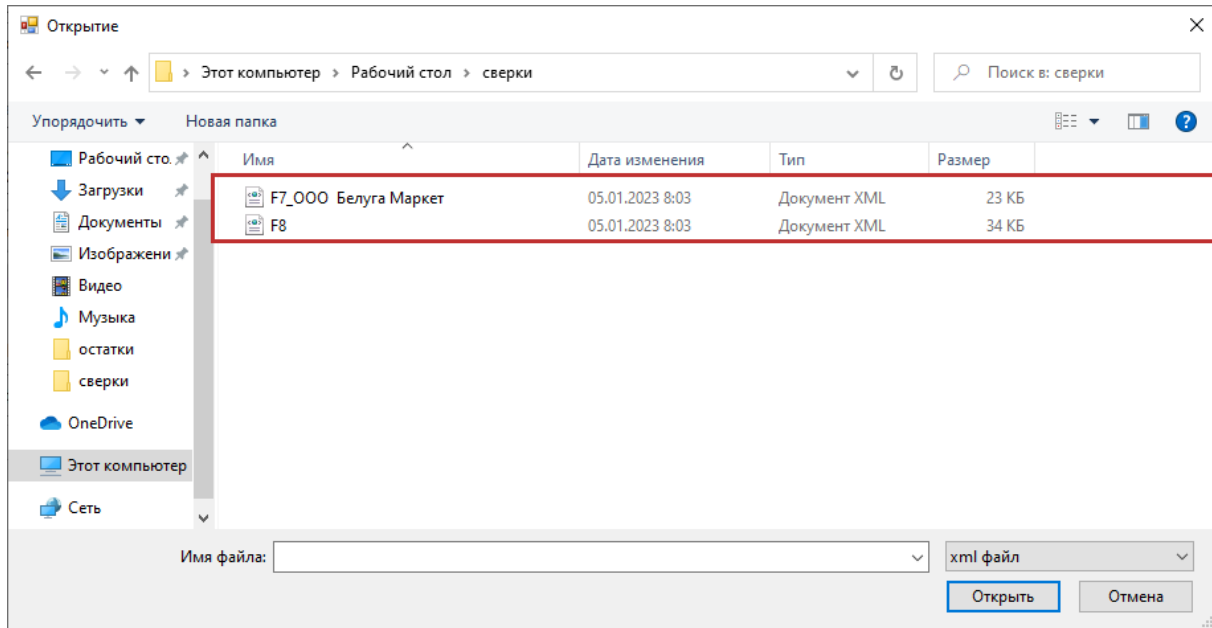 Открытие
Этот компьютер > Рабочий стол > сверки
Поиск в: сверки
Упорядочить Новая папка
Имя Дата изменения Тип Размер
Рабочий сто.
Загрузки
Документы
Изображени
Видео
Музыка
остатки
сверки
OneDrive
Этот компьютер
Сеть
F7_ООО Белуга Маркет 05.01.2023 8:03 Документ XML 23 КБ
F8 05.01.2023 8:03 Документ XML 34 КБ
Имя файла: xml файл
Открыть Отмена